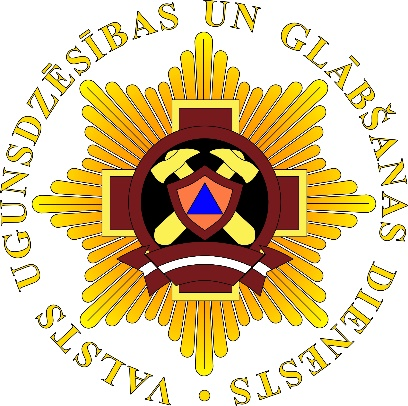 VALSTS UGUNSDZĒSĪBAS UN GLĀBŠANAS DIENESTS •